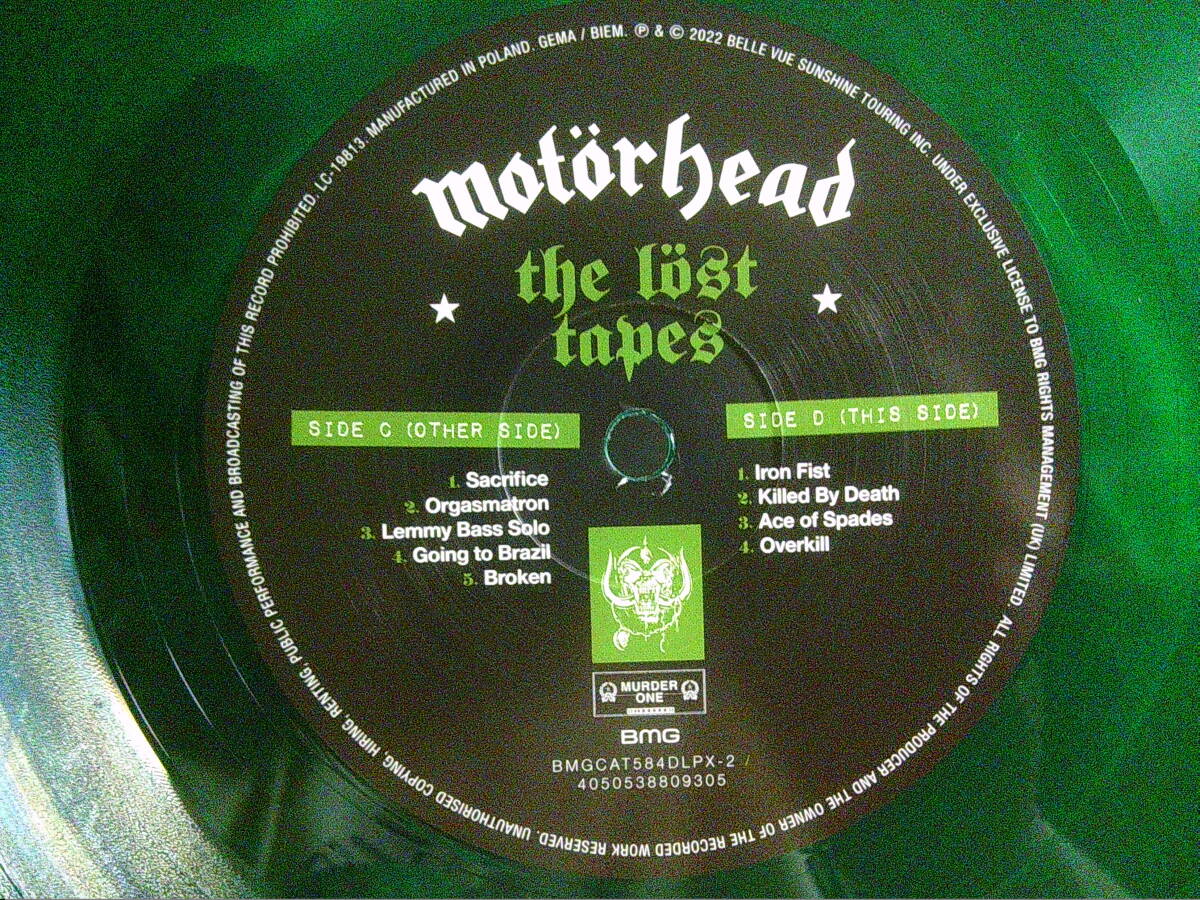 motörhead
the löst
tapes
SIDE C (OTHER SIDE)
1. Sacrifice
2. Orgasmatron
3. Lemmy Bass Solo
4. Going to Brazil
5. Broken
SIDE D (THIS SIDE)
1. Iron Fist
2. Killed By Death
3. Ace of Spades
4. Overkill
MURDER
ONE
BMG
BMGCAT584DLPX-2 /
4050538809305
℗ & © 2022 BELLE VUE SUNSHINE TOURING INC. UNDER EXCLUSIVE LICENSE TO BMG RIGHTS MANAGEMENT (UK) LIMITED. ALL RIGHTS OF THE PRODUCER AND THE OWNER OF THE RECORDED WORK RESERVED. UNAUTHORISED COPYING, HIRING, RENTING, PUBLIC PERFORMANCE AND BROADCASTING OF THIS RECORD PROHIBITED. LC-19813. MANUFACTURED IN POLAND. GEMA / BIEM.